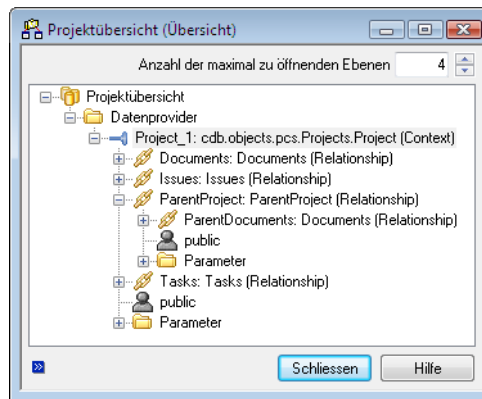 Projektübersicht (Übersicht)
Anzahl der maximal zu öffnenden Ebenen 4
Projektübersicht
Datenprovider
Project_1: cdb.objects.pcs.Projects.Project (Context)
Documents: Documents (Relationship)
Issues: Issues (Relationship)
ParentProject: ParentProject (Relationship)
ParentDocuments: Documents (Relationship)
public
Parameter
Tasks: Tasks (Relationship)
public
Parameter
Schliessen Hilfe